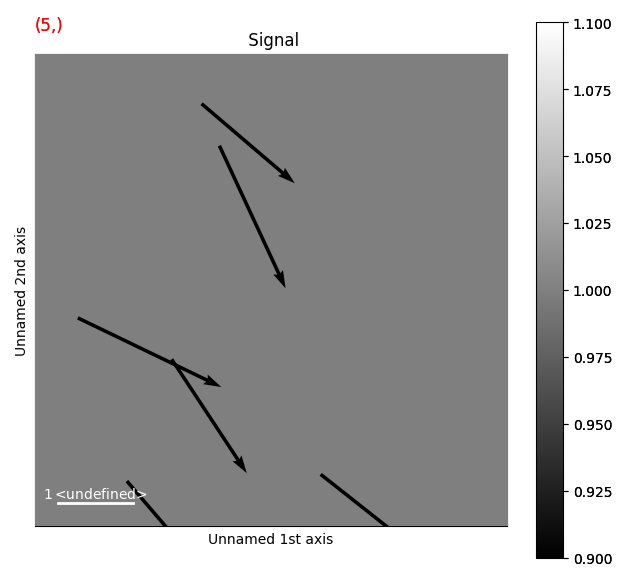 (5,)
Signal
Unnamed 2nd axis
1 <undefined>
Unnamed 1st axis
1.100
1.075
1.050
1.025
1.000
0.975
0.950
0.925
0.900